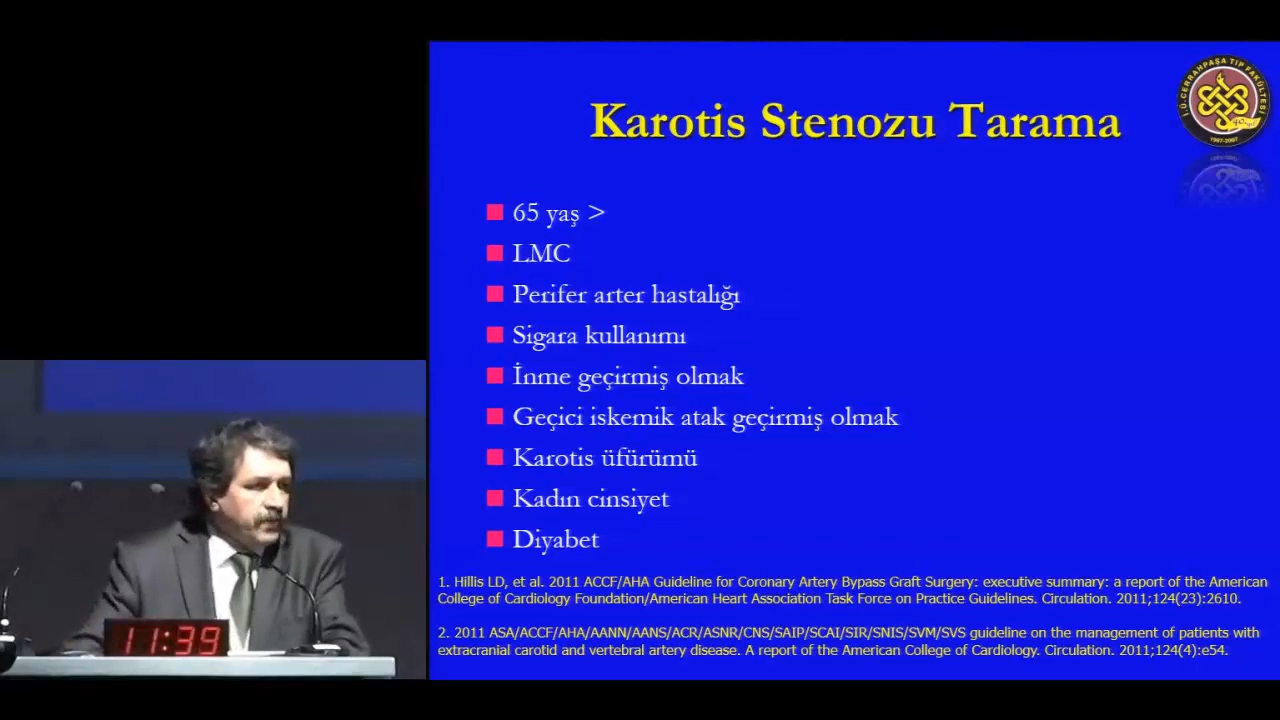 Karotis Stenozu Tarama
İ.Ü.CERRAHPAŞA TIP FAKÜLTESİ
1967-2007
65 yaş >
LMC
Perifer arter hastalığı
Sigara kullanımı
İnme geçirmiş olmak
Geçici iskemik atak geçirmiş olmak
Karotis üfürümü
Kadın cinsiyet
Diyabet
1. Hillis LD, et al. 2011 ACCF/AHA Guideline for Coronary Artery Bypass Graft Surgery: executive summary: a report of the American
College of Cardiology Foundation/American Heart Association Task Force on Practice Guidelines. Circulation. 2011;124(23):2610.
2. 2011 ASA/ACCF/AHA/AANN/AANS/ACR/ASNR/CNS/SAIP/SCAI/SIR/SNIS/SVM/SVS guideline on the management of patients with
extracranial carotid and vertebral artery disease. A report of the American College of Cardiology. Circulation. 2011;124(4):e54.
11:39